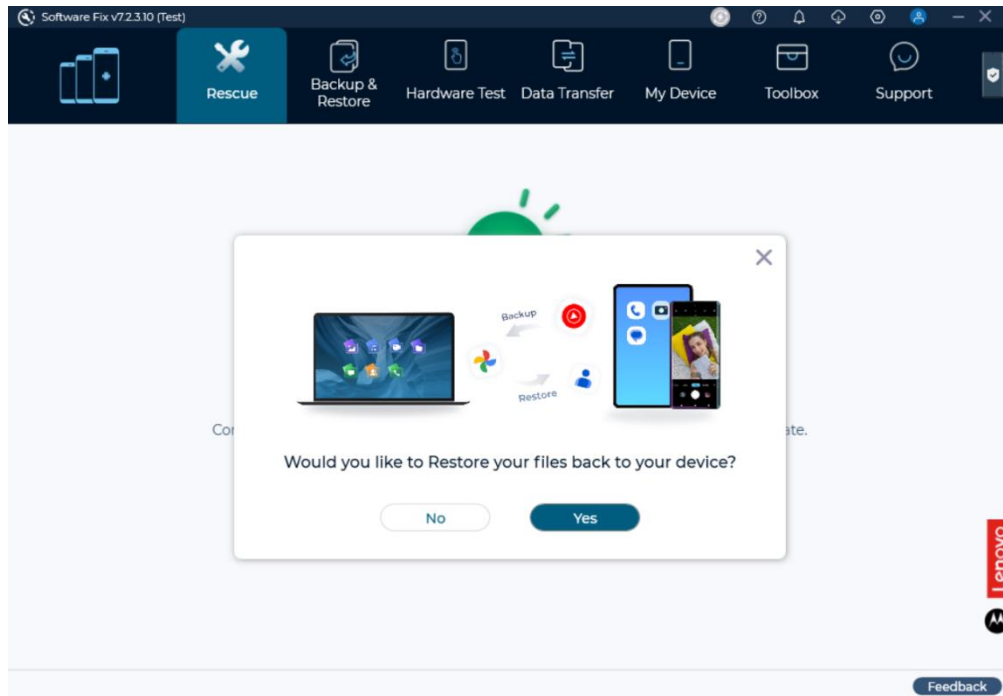 Software Fix v7.2.3.10 (Test)
Rescue
Backup &
Restore
Hardware Test
Data Transfer
My Device
Toolbox
Support
Backup
Restore
Would you like to Restore your files back to your device?
No
Yes
Lenovo
Feedback